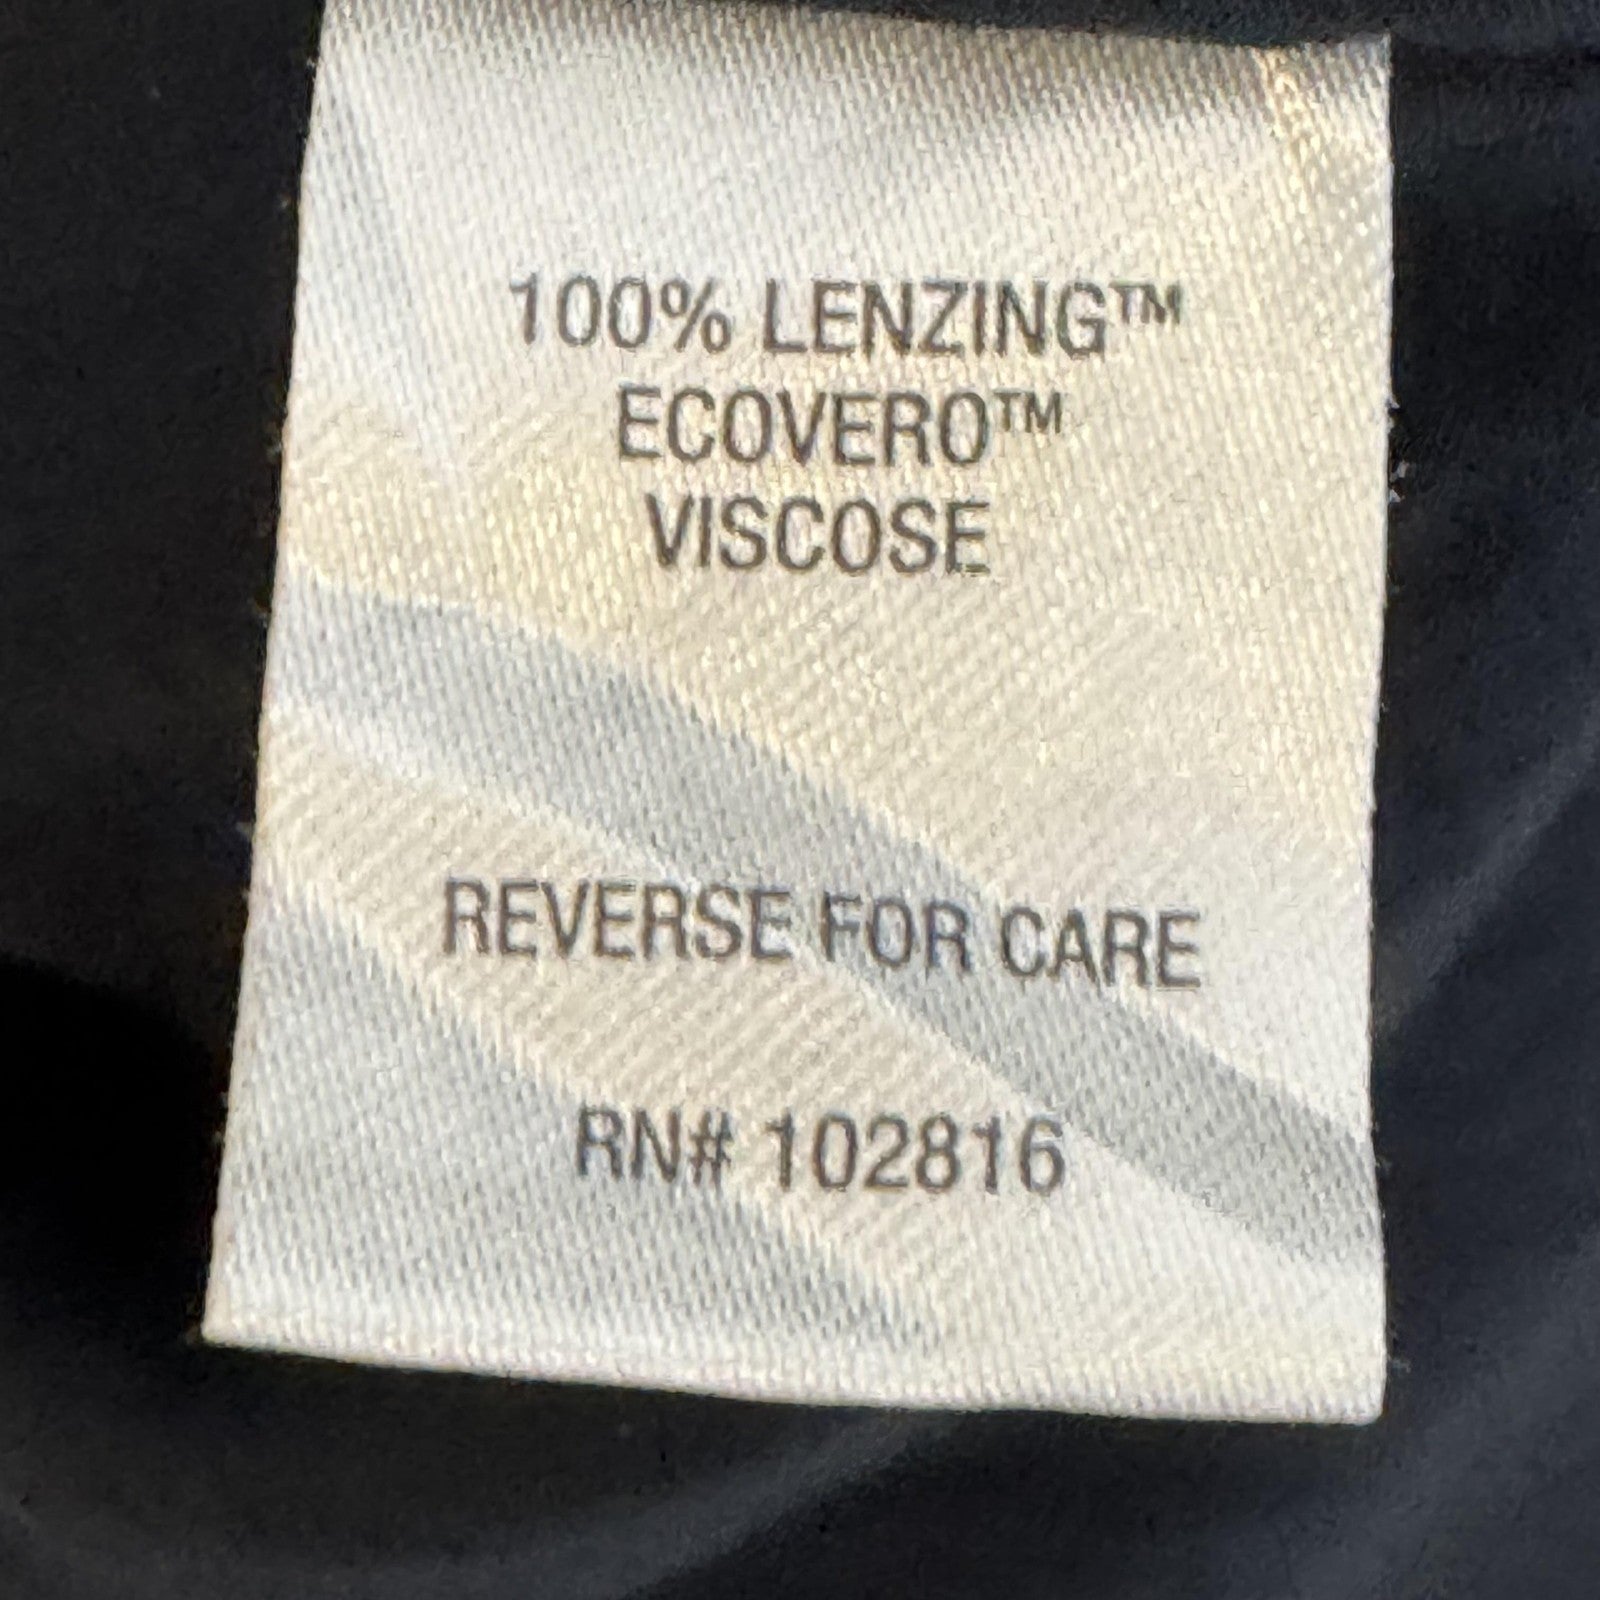 100% LENZING™
ECOVERO™
VISCOSE
REVERSE FOR CARE
RN# 102816